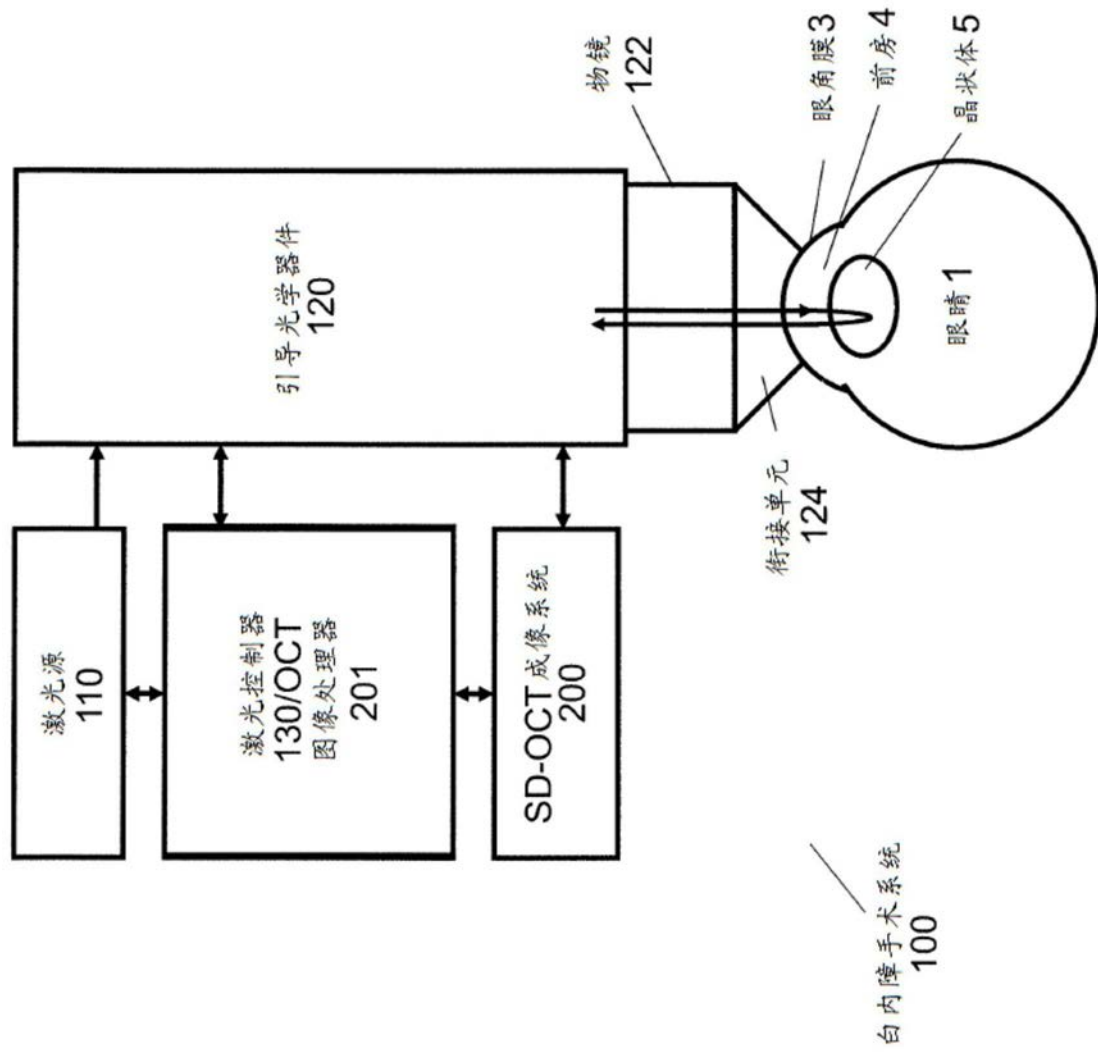 激光源
110
激光控制器
130/OCT
图像处理器
201
SD-OCT 成像系统
200
引导光学器件
120
物镜
122
衔接单元
124
眼角膜 3
前房 4
晶状体 5
眼睛 1
白内障手术系统
100